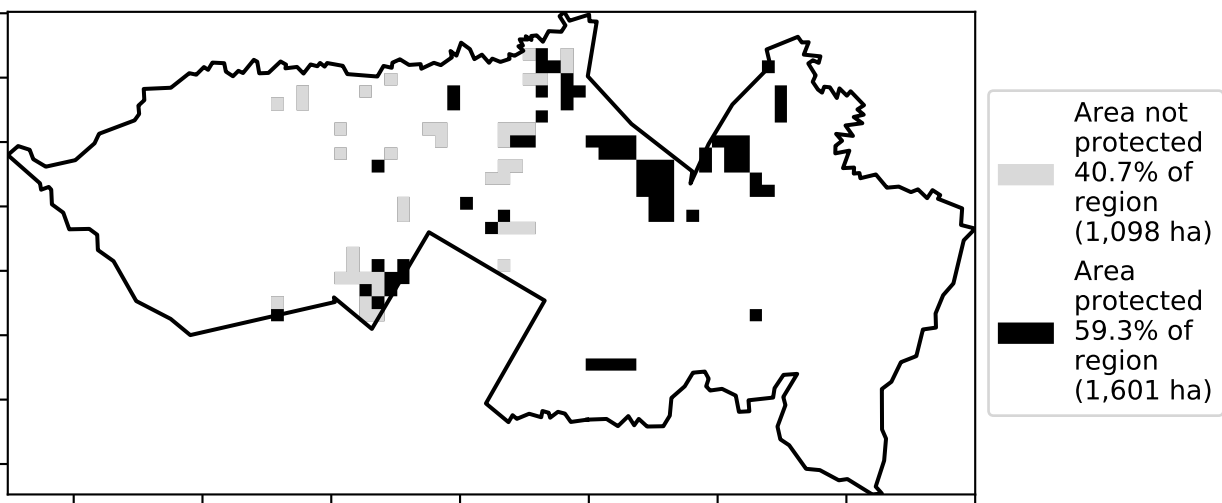 Area not
protected
40.7% of
region
(1,098 ha)
Area
protected
59.3% of
region
(1,601 ha)